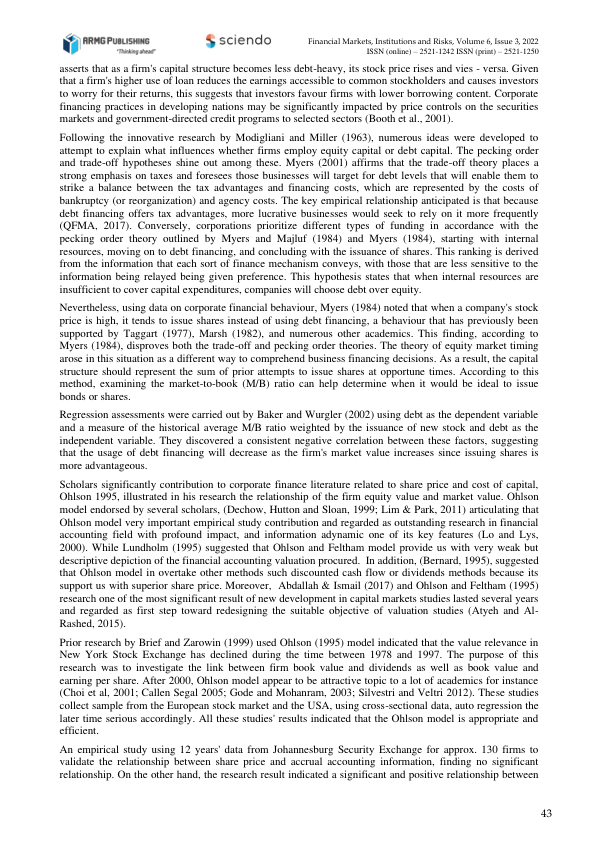 ARMG PUBLISHING
"Thinking ahead"
sciendo
Financial Markets, Institutions and Risks, Volume 6, Issue 3, 2022
ISSN (online) – 2521-1242 ISSN (print) – 2521-1250
asserts that as a firm's capital structure becomes less debt-heavy, its stock price rises and vies - versa. Given
that a firm's higher use of loan reduces the earnings accessible to common stockholders and causes investors
to worry for their returns, this suggests that investors favour firms with lower borrowing content. Corporate
financing practices in developing nations may be significantly impacted by price controls on the securities
markets and government-directed credit programs to selected sectors (Booth et al., 2001).
Following the innovative research by Modigliani and Miller (1963), numerous ideas were developed to
attempt to explain what influences whether firms employ equity capital or debt capital. The pecking order
and trade-off hypotheses shine out among these. Myers (2001) affirms that the trade-off theory places a
strong emphasis on taxes and foresees those businesses will target for debt levels that will enable them to
strike a balance between the tax advantages and financing costs, which are represented by the costs of
bankruptcy (or reorganization) and agency costs. The key empirical relationship anticipated is that because
debt financing offers tax advantages, more lucrative businesses would seek to rely on it more frequently
(QFMA, 2017). Conversely, corporations prioritize different types of funding in accordance with the
pecking order theory outlined by Myers and Majluf (1984) and Myers (1984), starting with internal
resources, moving on to debt financing, and concluding with the issuance of shares. This ranking is derived
from the information that each sort of finance mechanism conveys, with those that are less sensitive to the
information being relayed being given preference. This hypothesis states that when internal resources are
insufficient to cover capital expenditures, companies will choose debt over equity.
Nevertheless, using data on corporate financial behaviour, Myers (1984) noted that when a company's stock
price is high, it tends to issue shares instead of using debt financing, a behaviour that has previously been
supported by Taggart (1977), Marsh (1982), and numerous other academics. This finding, according to
Myers (1984), disproves both the trade-off and pecking order theories. The theory of equity market timing
arose in this situation as a different way to comprehend business financing decisions. As a result, the capital
structure should represent the sum of prior attempts to issue shares at opportune times. According to this
method, examining the market-to-book (M/B) ratio can help determine when it would be ideal to issue
bonds or shares.
Regression assessments were carried out by Baker and Wurgler (2002) using debt as the dependent variable
and a measure of the historical average M/B ratio weighted by the issuance of new stock and debt as the
independent variable. They discovered a consistent negative correlation between these factors, suggesting
that the usage of debt financing will decrease as the firm's market value increases since issuing shares is
more advantageous.
Scholars significantly contribution to corporate finance literature related to share price and cost of capital,
Ohlson 1995, illustrated in his research the relationship of the firm equity value and market value. Ohlson
model endorsed by several scholars, (Dechow, Hutton and Sloan, 1999; Lim & Park, 2011) articulating that
Ohlson model very important empirical study contribution and regarded as outstanding research in financial
accounting field with profound impact, and information adynamic one of its key features (Lo and Lys,
2000). While Lundholm (1995) suggested that Ohlson and Feltham model provide us with very weak but
descriptive depiction of the financial accounting valuation procured.  In addition, (Bernard, 1995), suggested
that Ohlson model in overtake other methods such discounted cash flow or dividends methods because its
support us with superior share price. Moreover,  Abdallah & Ismail (2017) and Ohlson and Feltham (1995)
research one of the most significant result of new development in capital markets studies lasted several years
and regarded as first step toward redesigning the suitable objective of valuation studies (Atyeh and Al-
Rashed, 2015).
Prior research by Brief and Zarowin (1999) used Ohlson (1995) model indicated that the value relevance in
New York Stock Exchange has declined during the time between 1978 and 1997. The purpose of this
research was to investigate the link between firm book value and dividends as well as book value and
earning per share. After 2000, Ohlson model appear to be attractive topic to a lot of academics for instance
(Choi et al, 2001; Callen Segal 2005; Gode and Mohanram, 2003; Silvestri and Veltri 2012). These studies
collect sample from the European stock market and the USA, using cross-sectional data, auto regression the
later time serious accordingly. All these studies' results indicated that the Ohlson model is appropriate and
efficient.
An empirical study using 12 years' data from Johannesburg Security Exchange for approx. 130 firms to
validate the relationship between share price and accrual accounting information, finding no significant
relationship. On the other hand, the research result indicated a significant and positive relationship between
43